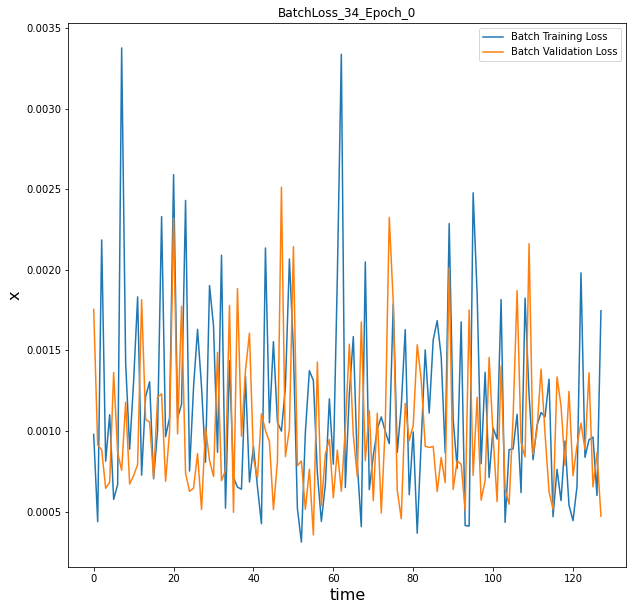 BatchLoss_34_Epoch_0
Batch Training Loss
Batch Validation Loss
0.0035
0.0030
0.0025
0.0020
0.0015
0.0010
0.0005
x
0 20 40 60 80 100 120
time